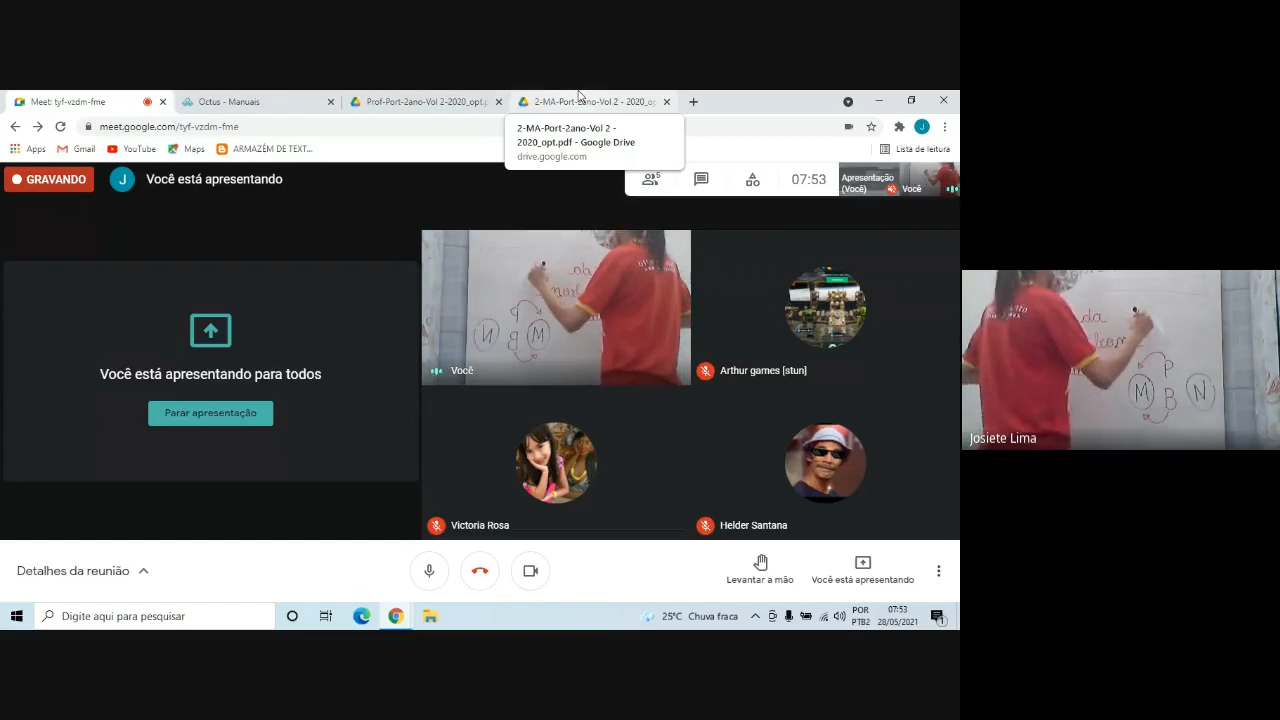 Meet: tyf-vzdm-fme
Octus - Manuais
Prof-Port-2ano-Vol 2-2020_opt.p
2-MA-Port-2ano-Vol 2 - 2020_op
meet.google.com/tyf-vzdm-fme
2-MA-Port-2ano-Vol 2 -
2020_opt.pdf - Google Drive
drive.google.com
Apps
Gmail
YouTube
Maps
ARMAZÉM DE TEXT...
Lista de leitura
GRAVANDO
J
Você está apresentando
5
07:53
Apresentação
(Você)
Você
Você está apresentando para todos
Parar apresentação
Você
Arthur games [stun]
Victoria Rosa
Helder Santana
da
P
M
B
N
Josiete Lima
Detalhes da reunião
Levantar a mão
Você está apresentando
Digite aqui para pesquisar
25°C Chuva fraca
POR
PTB2
07:53
28/05/2021
1